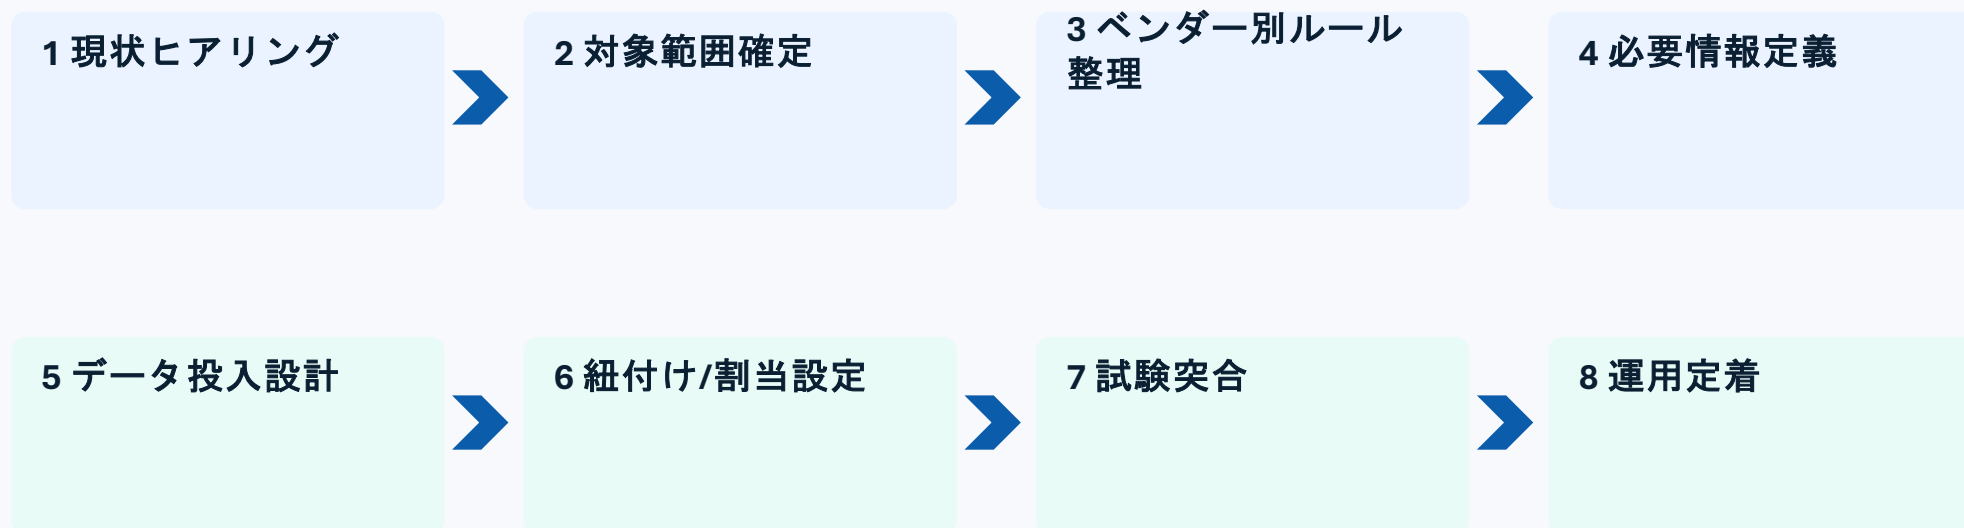 1 現状ヒアリング
2 対象範囲確定
3 ベンダー別ルール
整理
4 必要情報定義
5 データ投入設計
6 紐付け/割当設定
7 試験突合
8 運用定着